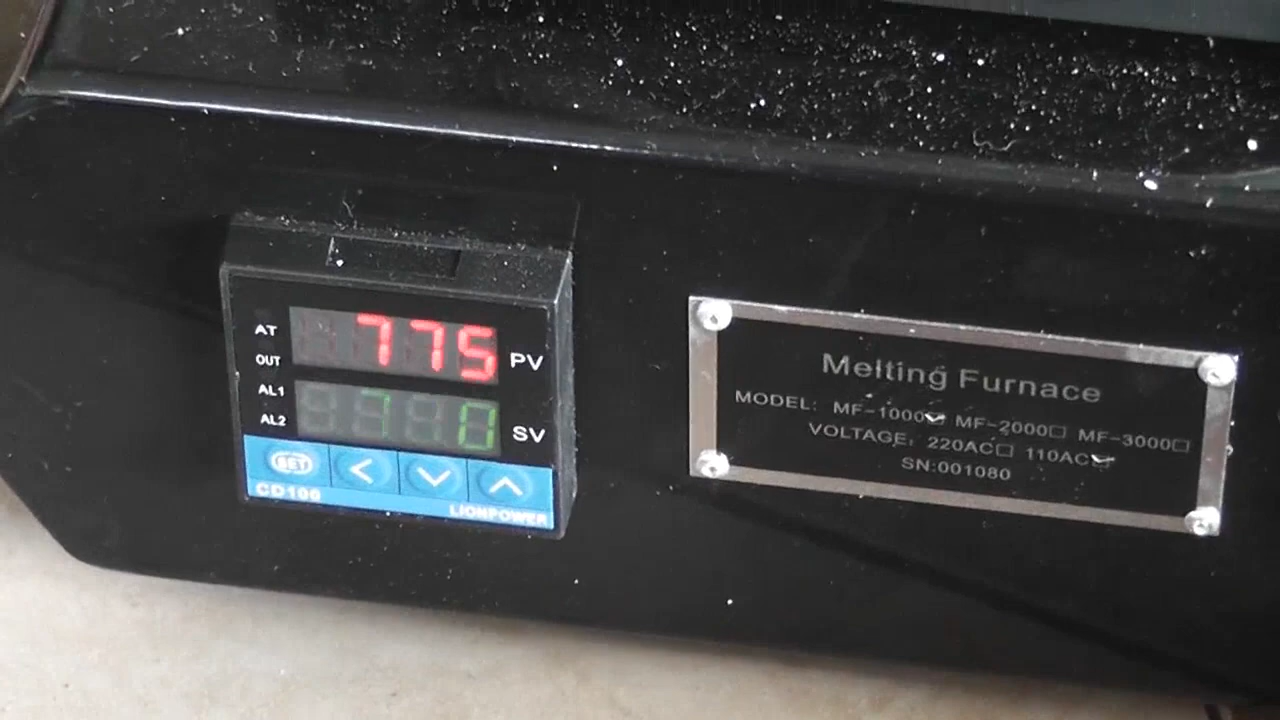 AT
775 PV
OUT
AL1
AL2
SV
SET
CD100
LIONPOWER
Melting Furnace
MODEL: MF-1000☑ MF-2000□ MF-3000□
VOLTAGE: 220AC□ 110AC☑
SN:001080